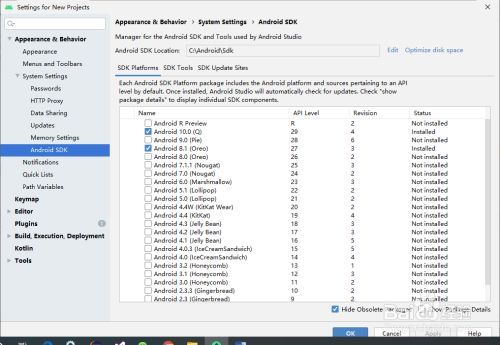 Settings for New Projects
Appearance & Behavior
Appearance
Menus and Toolbars
System Settings
Passwords
HTTP Proxy
Data Sharing
Updates
Memory Settings
Android SDK
Notifications
Quick Lists
Path Variables
Keymap
Editor
Plugins
Build, Execution, Deployment
Kotlin
Tools
Appearance & Behavior › System Settings › Android SDK
Manager for the Android SDK and Tools used by Android Studio
Android SDK Location: C:\Android\Sdk Edit Optimize disk space
SDK Platforms SDK Tools SDK Update Sites
Each Android SDK Platform package includes the Android platform and sources pertaining to an API
level by default. Once installed, Android Studio will automatically check for updates. Check "show
package details" to display individual SDK components.
Name API Level Revision Status
Android R Preview R 2 Not installed
Android 10.0 (Q) 29 4 Installed
Android 9.0 (Pie) 28 6 Not installed
Android 8.1 (Oreo) 27 3 Installed
Android 8.0 (Oreo) 26 2 Not installed
Android 7.1.1 (Nougat) 25 3 Not installed
Android 7.0 (Nougat) 24 2 Not installed
Android 6.0 (Marshmallow) 23 3 Not installed
Android 5.1 (Lollipop) 22 2 Not installed
Android 5.0 (Lollipop) 21 2 Not installed
Android 4.4W (KitKat Wear) 20 2 Not installed
Android 4.4 (KitKat) 19 4 Not installed
Android 4.3 (Jelly Bean) 18 3 Not installed
Android 4.2 (Jelly Bean) 17 3 Not installed
Android 4.1 (Jelly Bean) 16 5 Not installed
Android 4.0.3 (IceCreamSandwich) 15 5 Not installed
Android 4.0 (IceCreamSandwich) 14 4 Not installed
Android 3.2 (Honeycomb) 13 1 Not installed
Android 3.1 (Honeycomb) 12 3 Not installed
Android 3.0 (Honeycomb) 11 2 Not installed
Android 2.3.3 (Gingerbread) 10 2 Not installed
Android 2.3 (Gingerbread) 9 2 Not installed
Hide Obsolete Packages Show Package Details
OK Cancel Apply Help